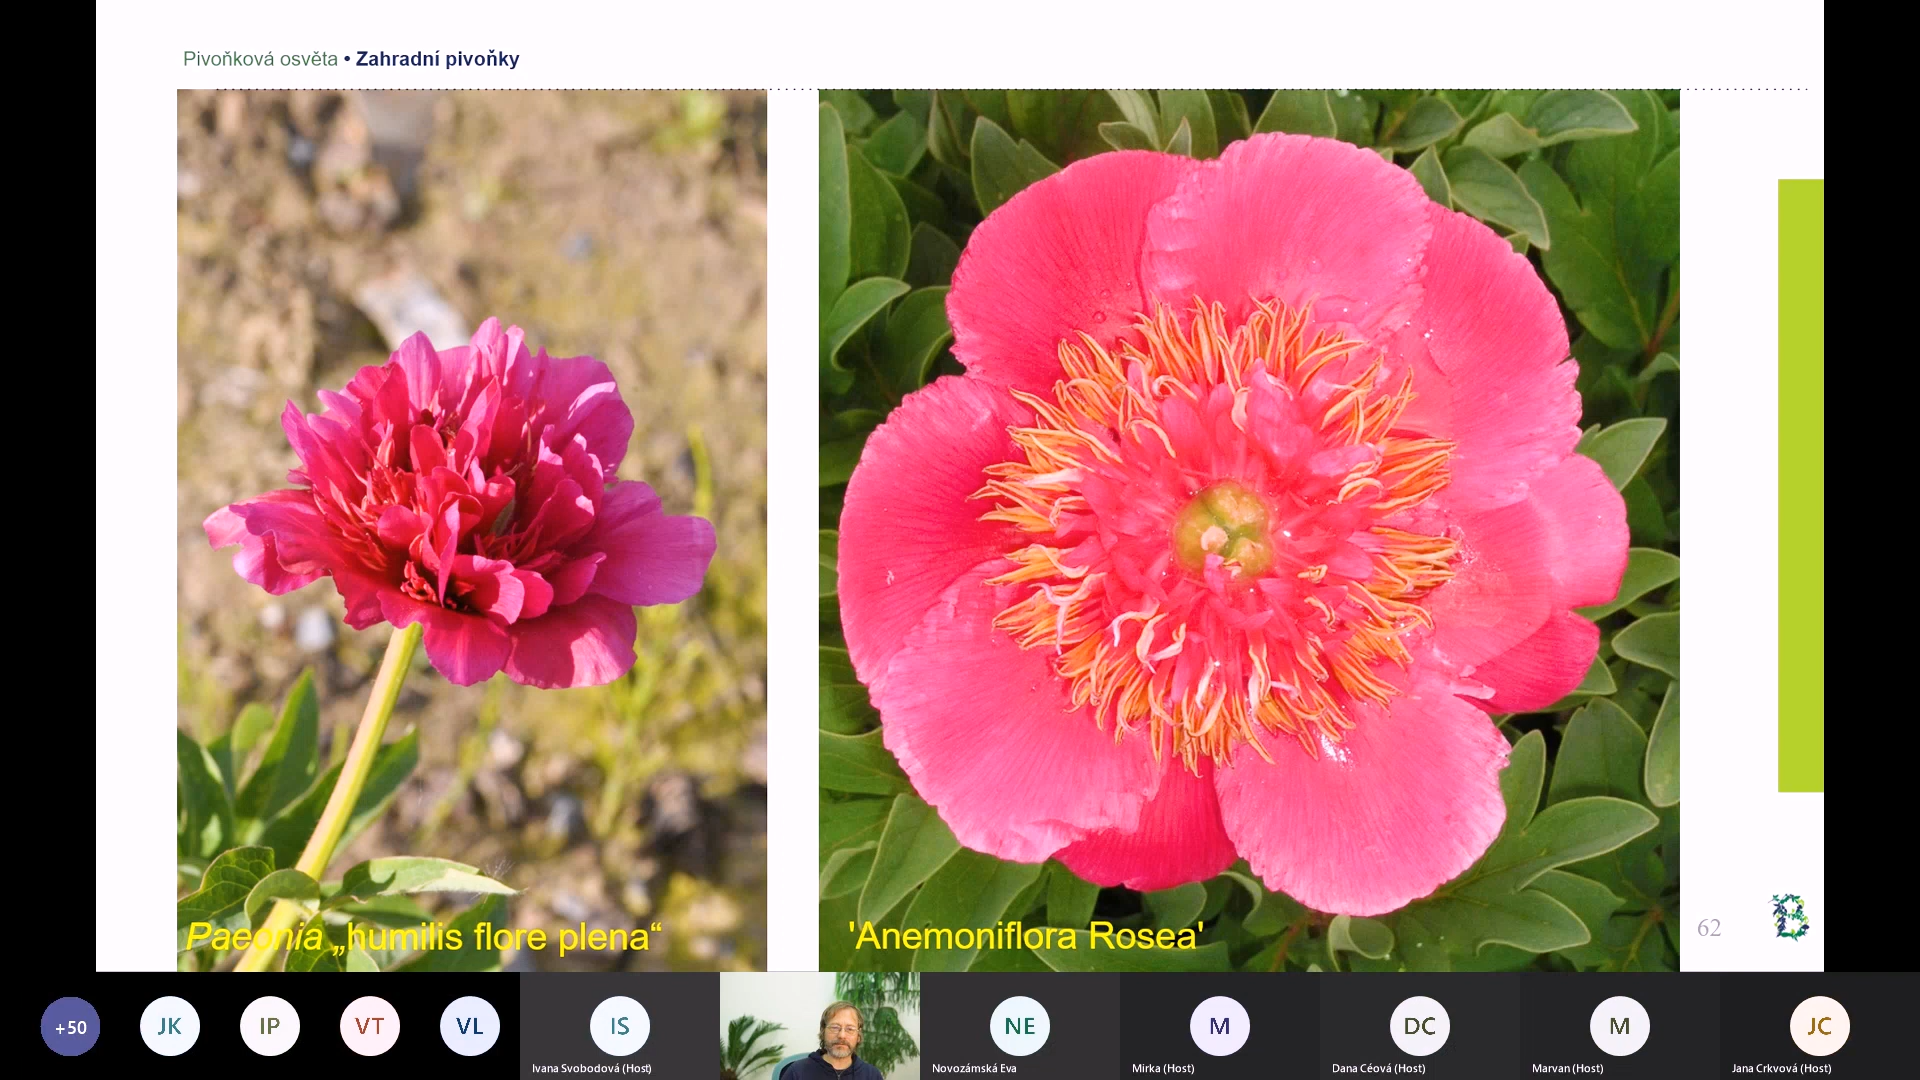 Pivoňková osvěta • Zahradní pivoňky
Paeonia „humilis flore plena“
'Anemoniflora Rosea'
62
B
+50
JK
IP
VT
VL
IS
NE
M
DC
M
JC
Ivana Svobodová (Host)
Novozámská Eva
Mirka (Host)
Dana Céová (Host)
Marvan (Host)
Jana Crkvová (Host)